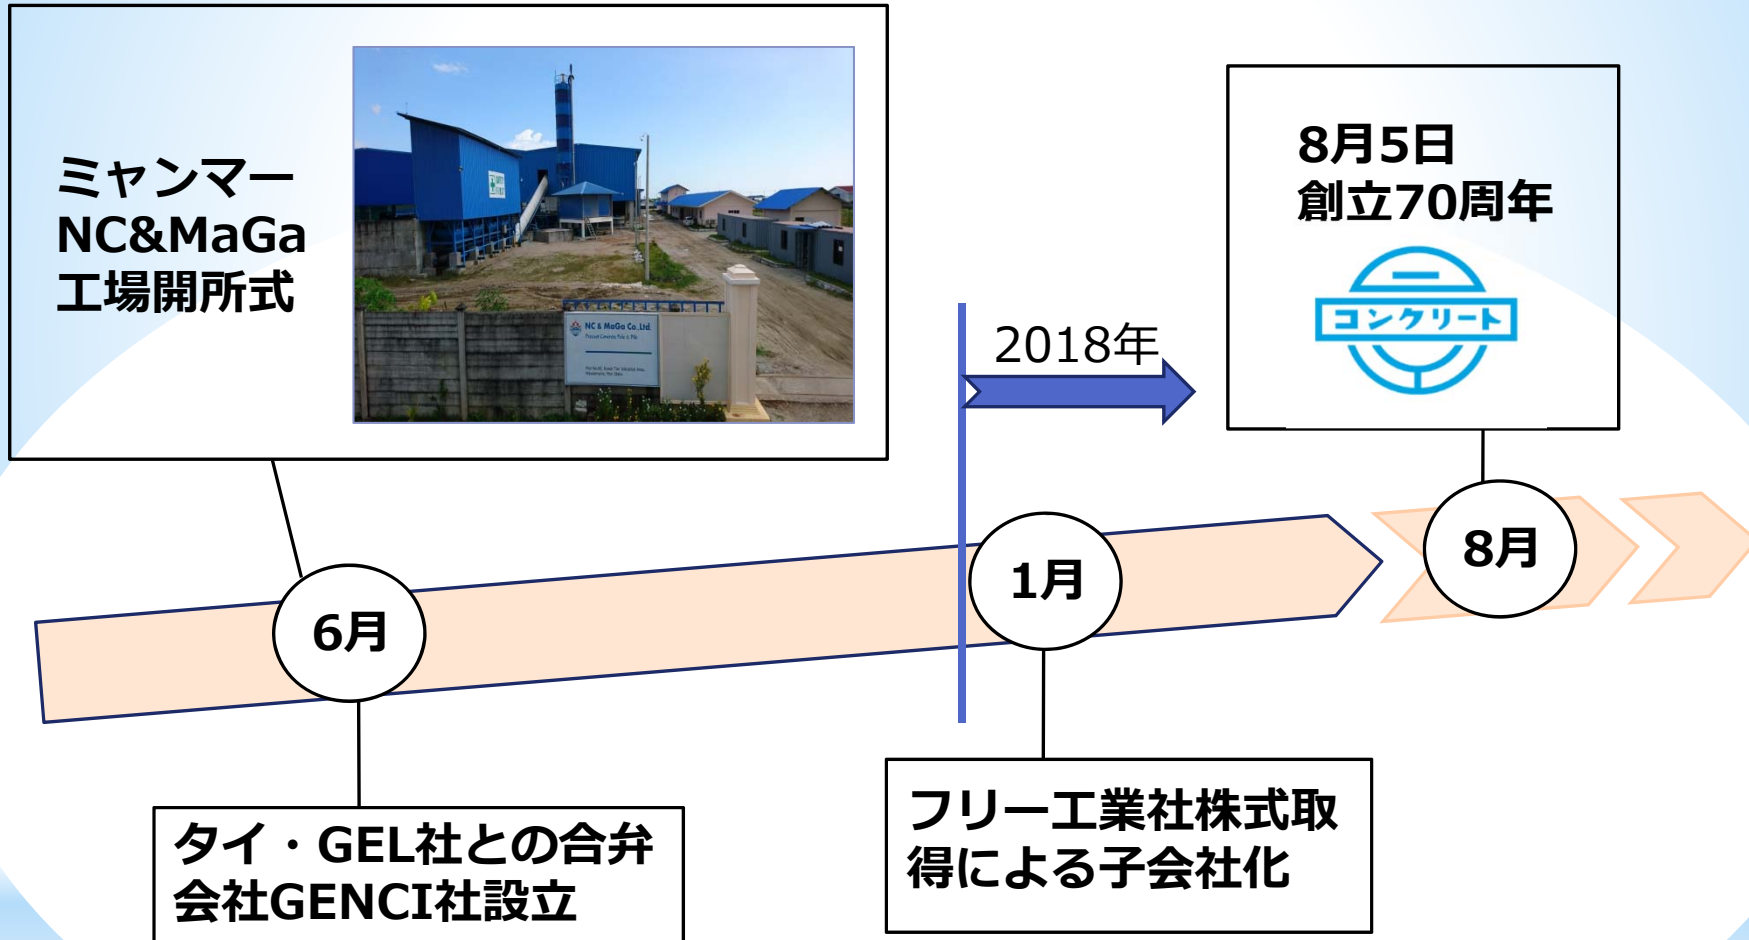 ミャンマー
NC&MaGa
工場開所式
NC & MaGa Co.,Ltd.
8月5日
創立70周年
コンクリート
2018年
6月
1月
8月
タイ・GEL社との合弁
会社GENCI社設立
フリー工業社株式取
得による子会社化